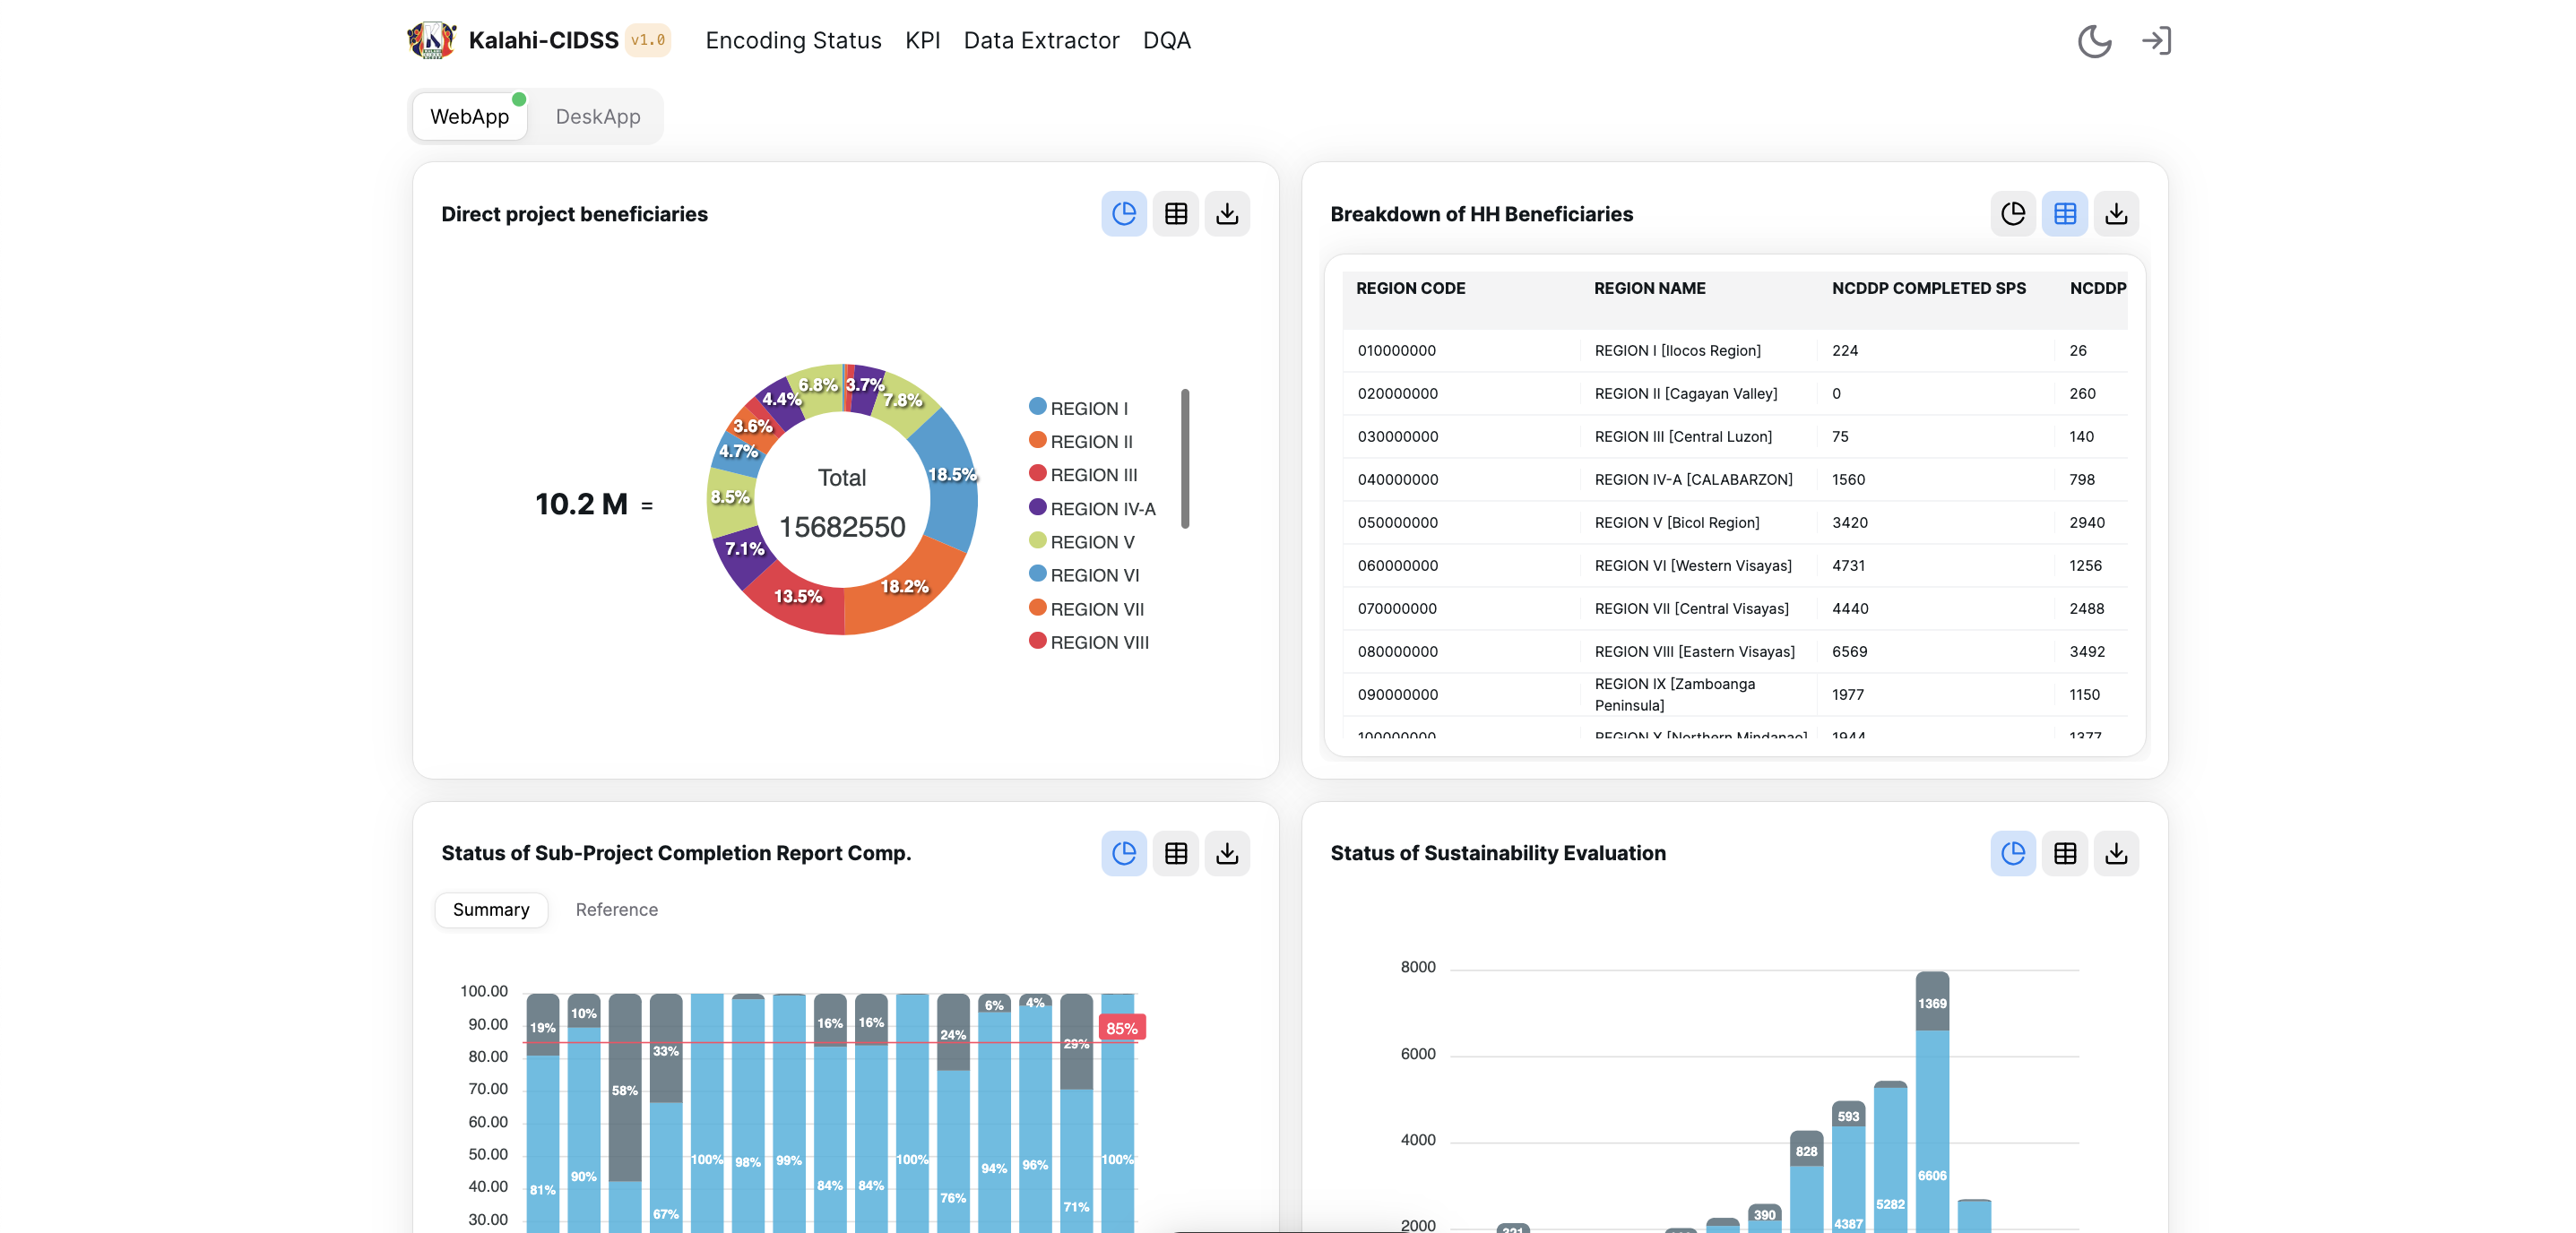 Kalahi-CIDSS v1.0 Encoding Status KPI Data Extractor DQA
WebApp DeskApp
Direct project beneficiaries
10.2 M =
6.8% 3.7%
4.4% 7.8%
3.6%
4.7% 18.5%
8.5%
7.1% 18.2%
13.5%
Total
15682550
REGION I
REGION II
REGION III
REGION IV-A
REGION V
REGION VI
REGION VII
REGION VIII
Breakdown of HH Beneficiaries
REGION CODE REGION NAME NCDDP COMPLETED SPS NCDDP
010000000 REGION I [Ilocos Region] 224 26
020000000 REGION II [Cagayan Valley] 0 260
030000000 REGION III [Central Luzon] 75 140
040000000 REGION IV-A [CALABARZON] 1560 798
050000000 REGION V [Bicol Region] 3420 2940
060000000 REGION VI [Western Visayas] 4731 1256
070000000 REGION VII [Central Visayas] 4440 2488
080000000 REGION VIII [Eastern Visayas] 6569 3492
090000000 REGION IX [Zamboanga Peninsula] 1977 1150
100000000 REGION X [Northern Mindanao] 1944 1377
Status of Sub-Project Completion Report Comp.
Summary Reference
100.00
90.00
80.00
70.00
60.00
50.00
40.00
30.00
19% 10% 58% 33% 16% 16% 24% 6% 4% 29%
85%
81% 90% 67% 100% 98% 99% 84% 84% 100% 76% 94% 96% 71% 100%
Status of Sustainability Evaluation
8000
6000
4000
2000
390 828 593 1369
4387 5282 6606